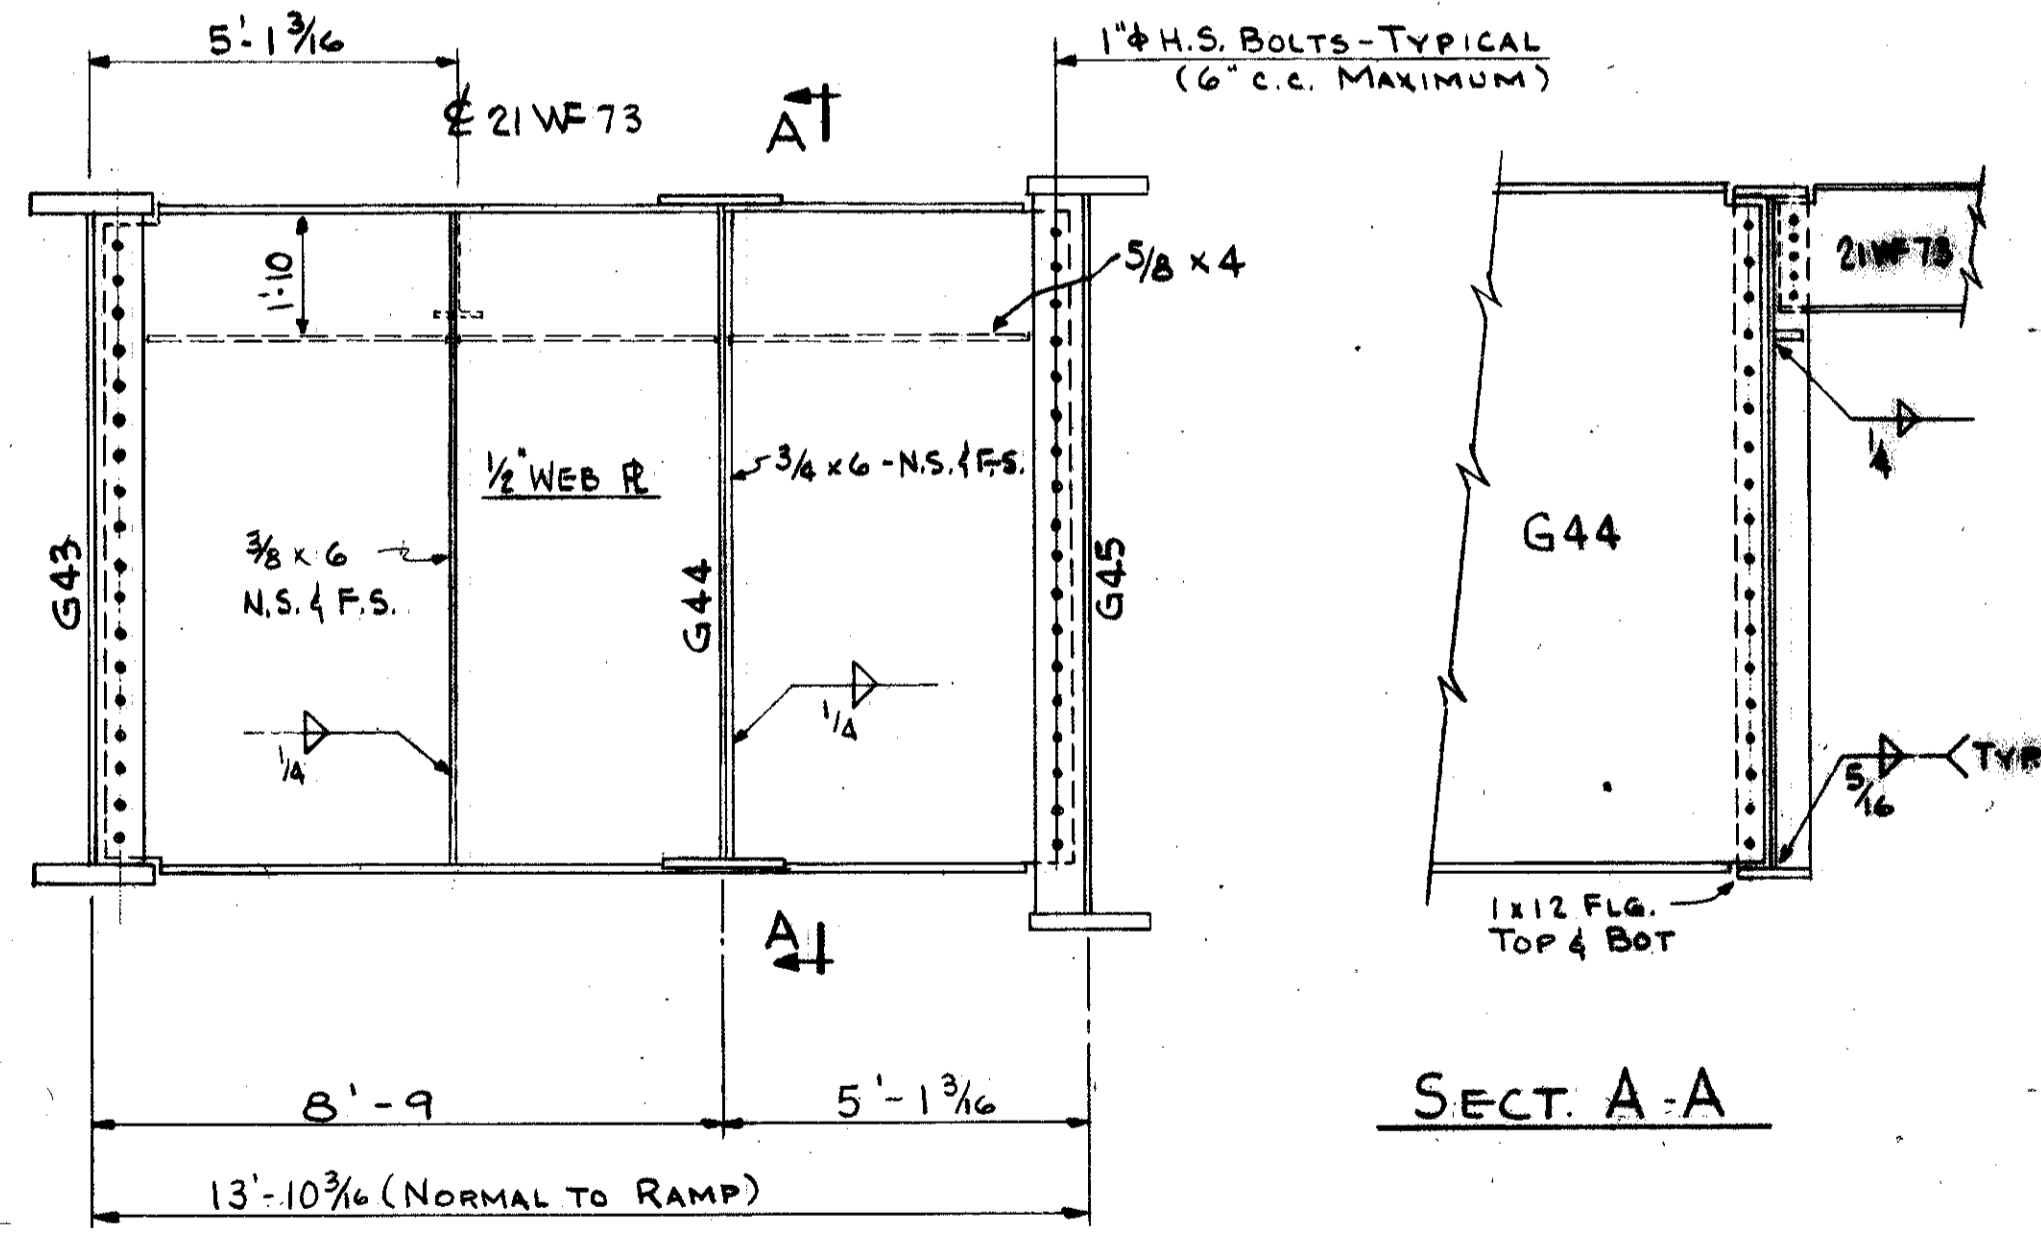 5'-1 3/16
1"ϕ H.S. BOLTS-TYPICAL
(6" C.C. MAXIMUM)
℄ 21 WF 73
A
1'-10
5/8 x 4
21 WF 73
1/2" WEB PL
3/4 x 6 - N.S. & F.S.
1/4
G44
3/8 x 6
N.S. & F.S.
G43
G44
G45
1/4
1/4
5/16
TYP
1 x 12 FLG.
TOP & BOT
A
8'-9
5'-1 3/16
SECT. A-A
13'-10 3/16 (NORMAL TO RAMP)